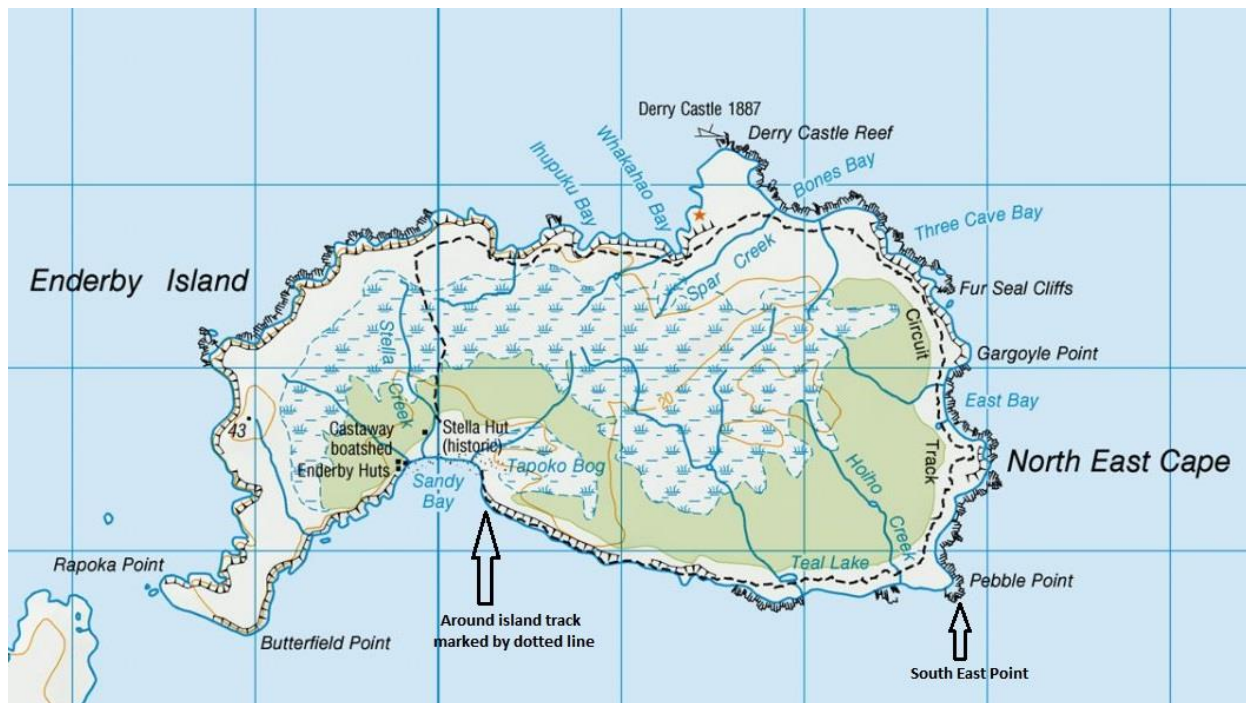 Derry Castle 1887
Derry Castle Reef
Bones Bay
Whakahao Bay
Ihupuku Bay
Three Cave Bay
Enderby Island
Spar Creek
Fur Seal Cliffs
Stella Creek
Circuit Track
Gargoyle Point
20
East Bay
43
Castaway
boatshed
Enderby Huts
Stella Hut
(historic)
Tapoko Bog
North East Cape
Sandy
Bay
Hoiho Creek
Rapoka Point
Teal Lake
Pebble Point
Butterfield Point
Around island track
marked by dotted line
South East Point